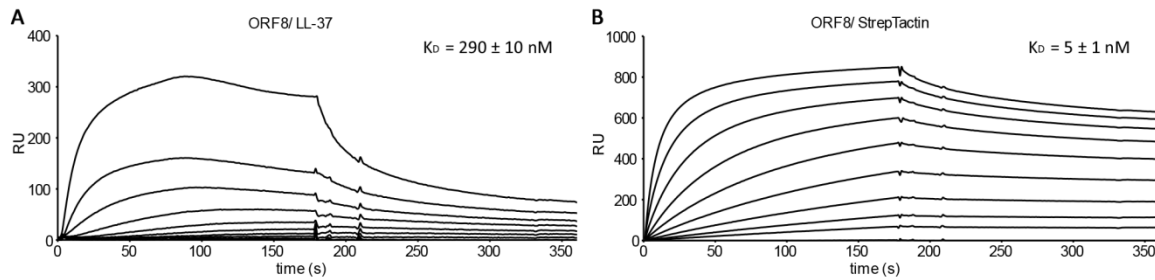 A
ORF8/ LL-37
KD = 290 ± 10 nM
400
300
200
100
0
RU
0 50 100 150 200 250 300 350
time (s)
B
ORF8/ StrepTactin
KD = 5 ± 1 nM
1000
800
600
400
200
0
RU
0 50 100 150 200 250 300 350
time (s)